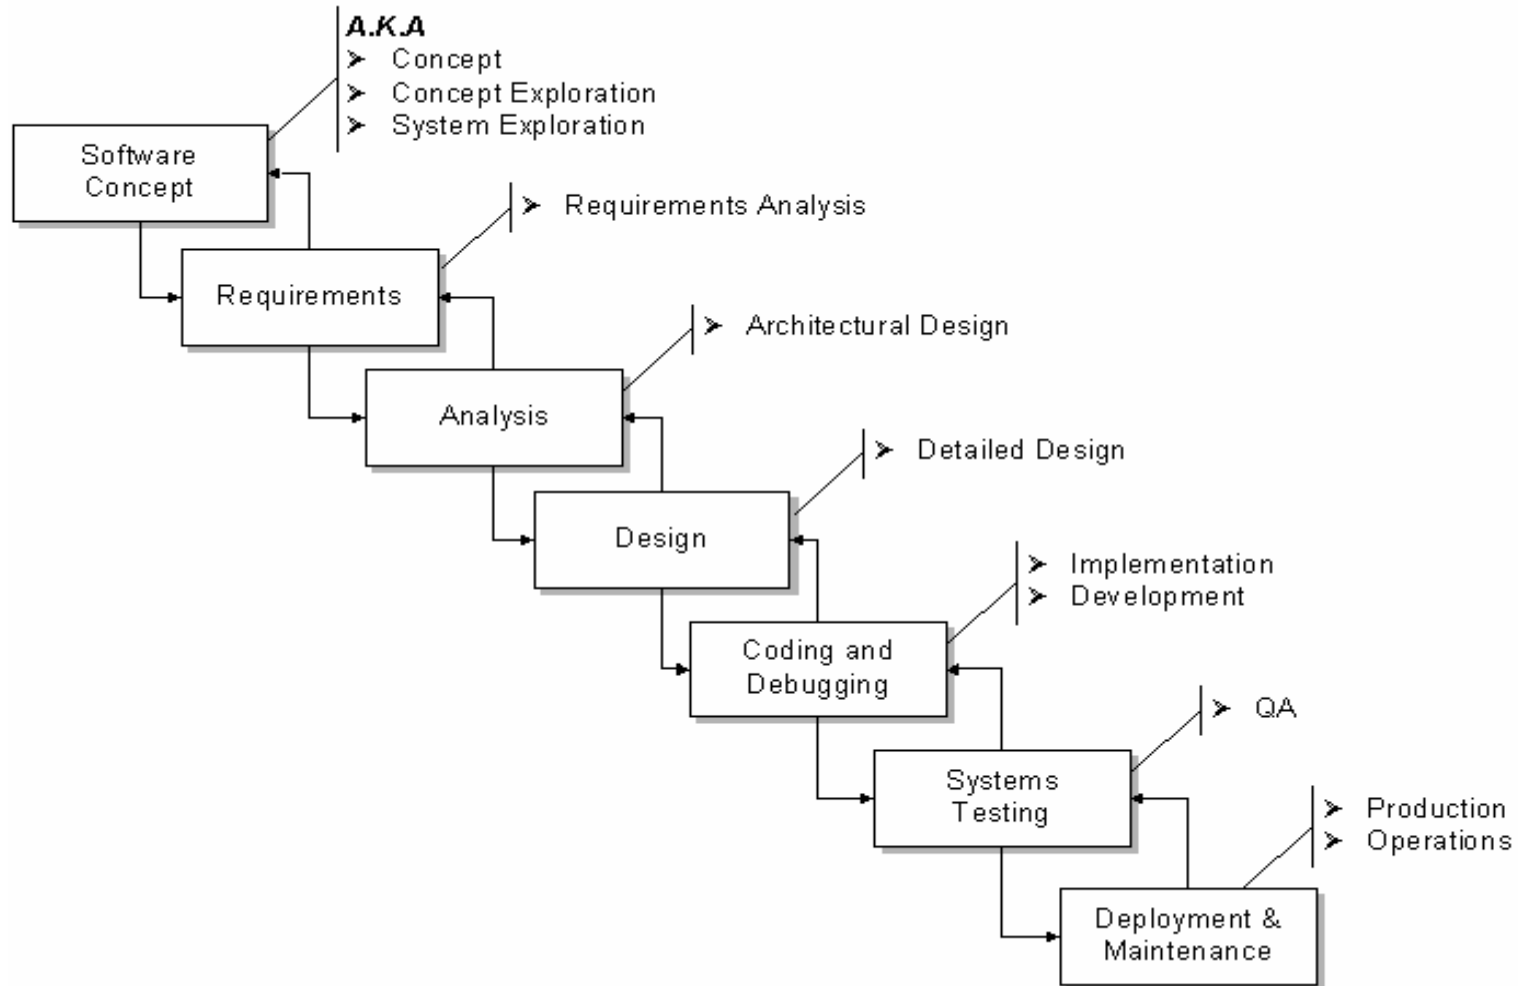 A.K.A
➢ Concept
➢ Concept Exploration
➢ System Exploration
Software
Concept
➢ Requirements Analysis
Requirements
➢ Architectural Design
Analysis
➢ Detailed Design
Design
➢ Implementation
➢ Development
Coding and
Debugging
➢ QA
Systems
Testing
➢ Production
➢ Operations
Deployment &
Maintenance